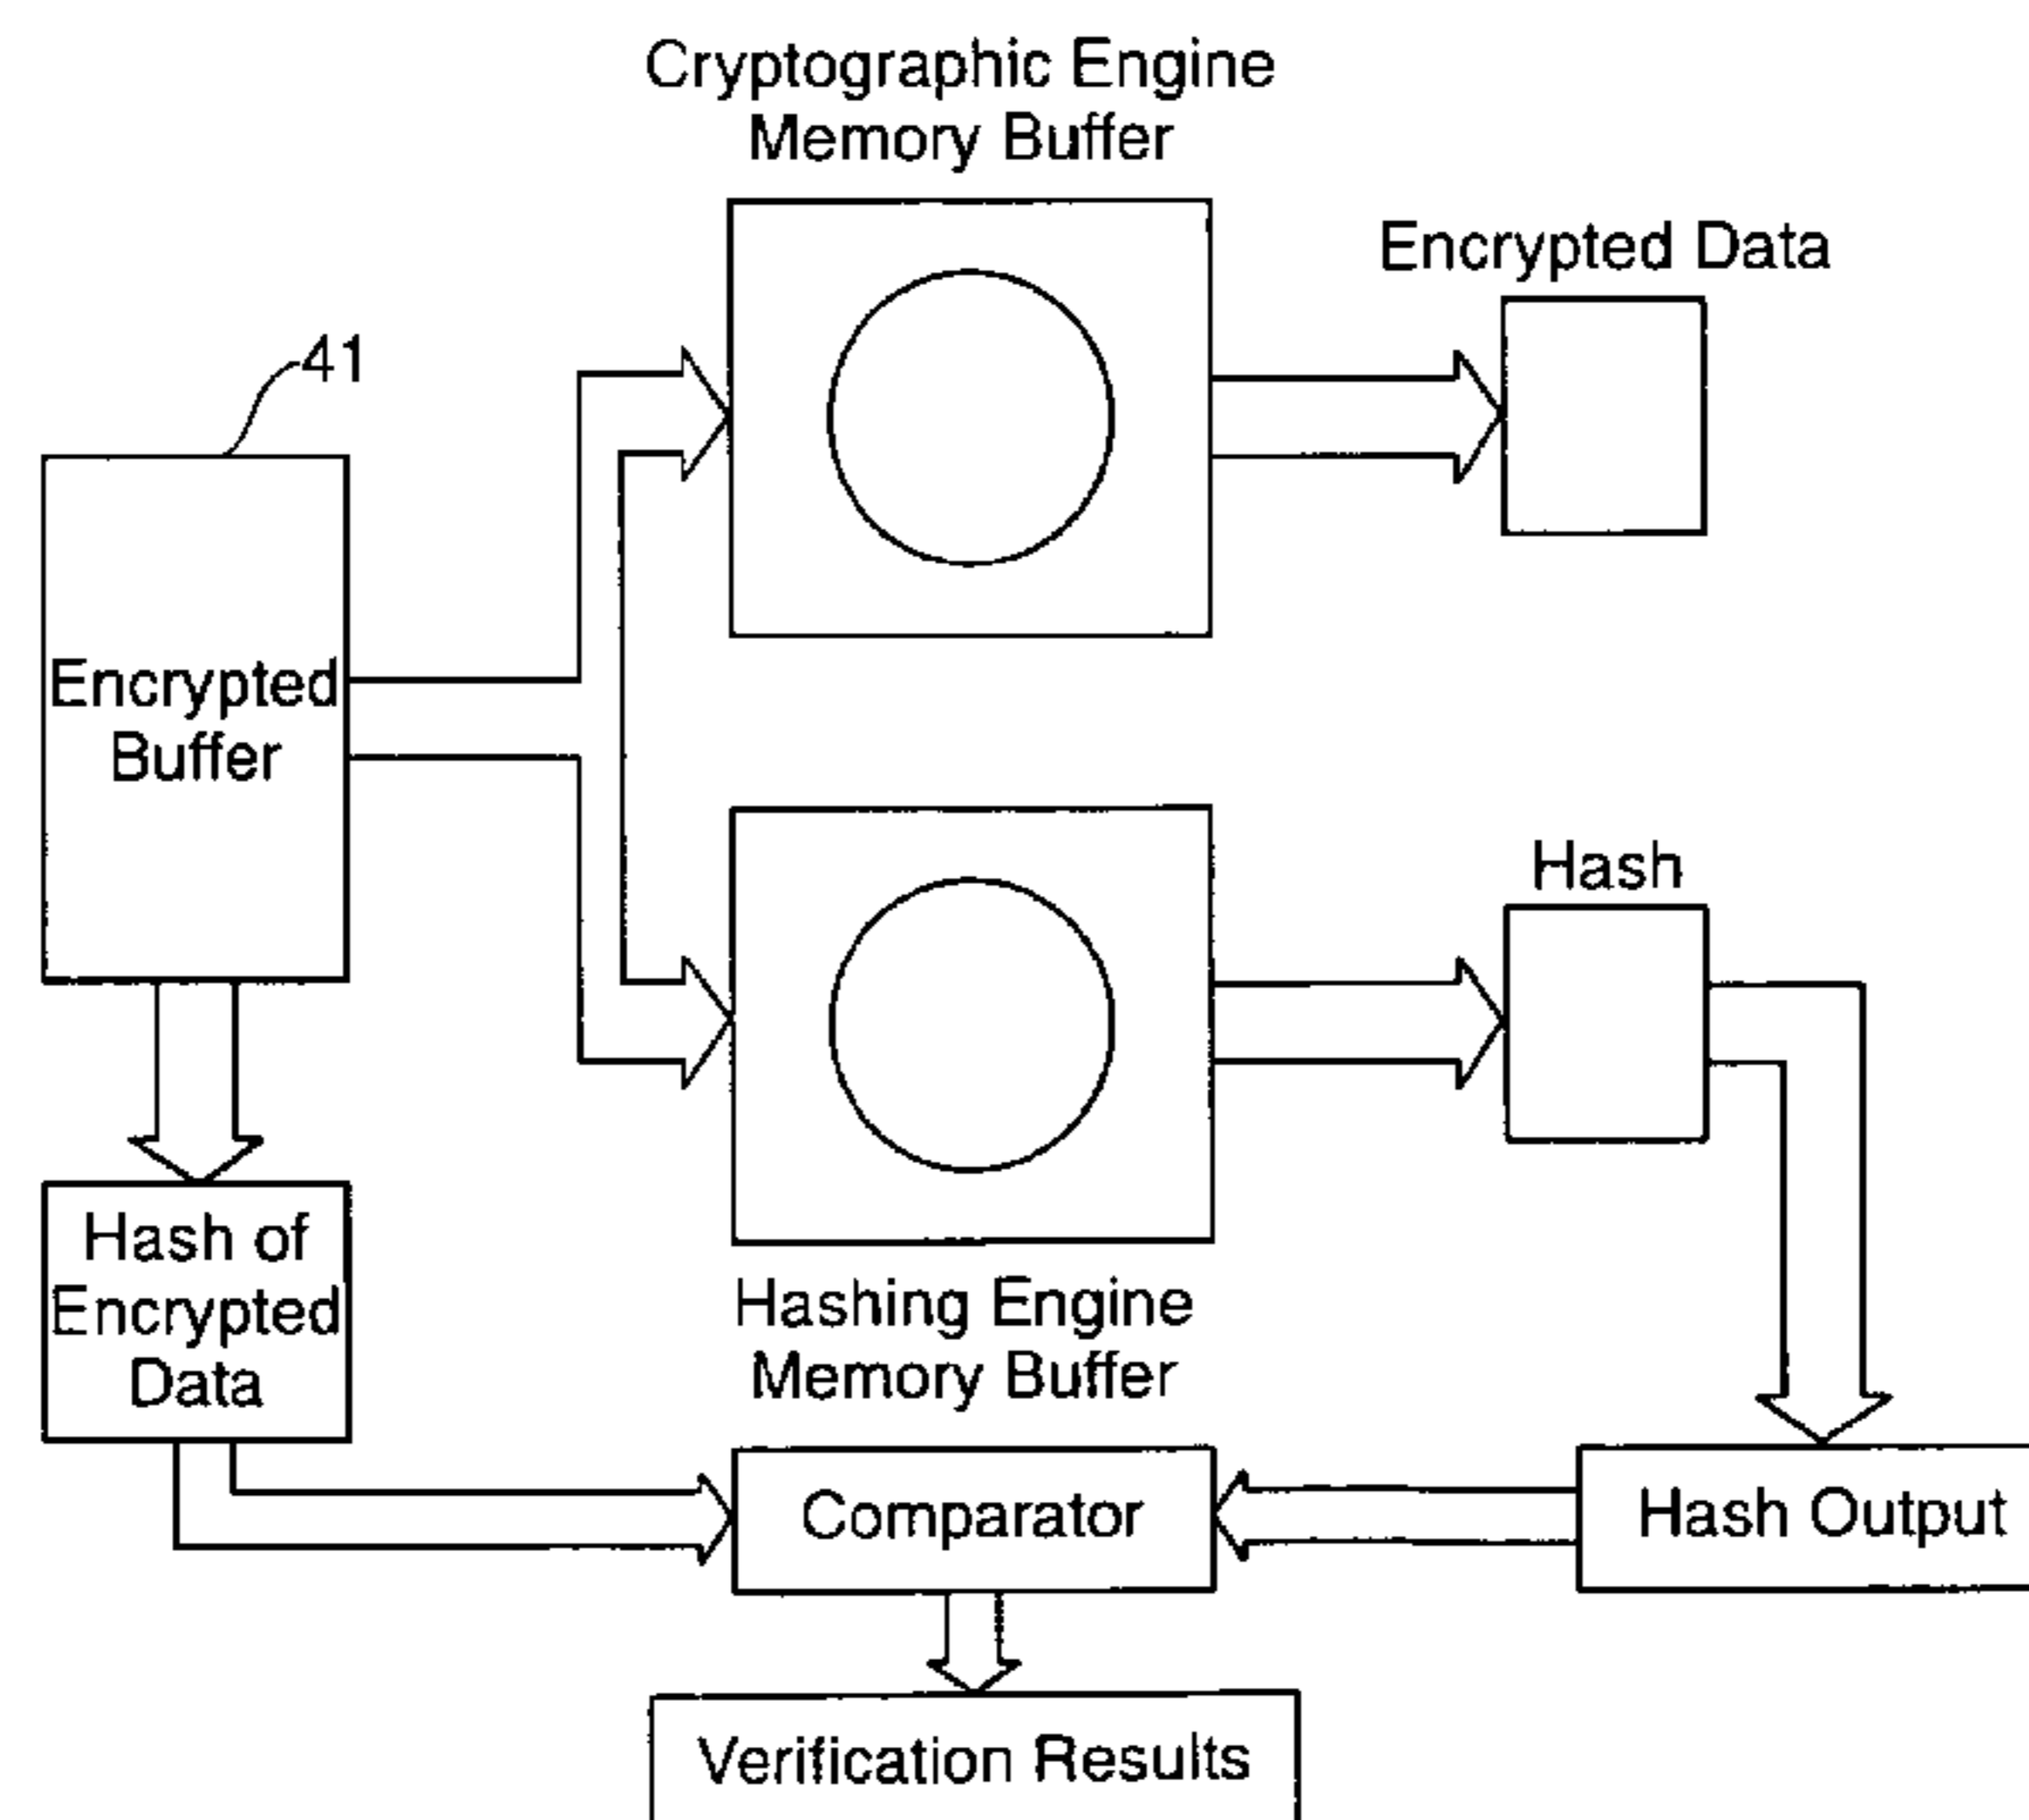 Cryptographic Engine
Memory Buffer
Encrypted Data
41
Encrypted
Buffer
Hash
Hash of
Encrypted
Data
Hashing Engine
Memory Buffer
Comparator
Hash Output
Verification Results